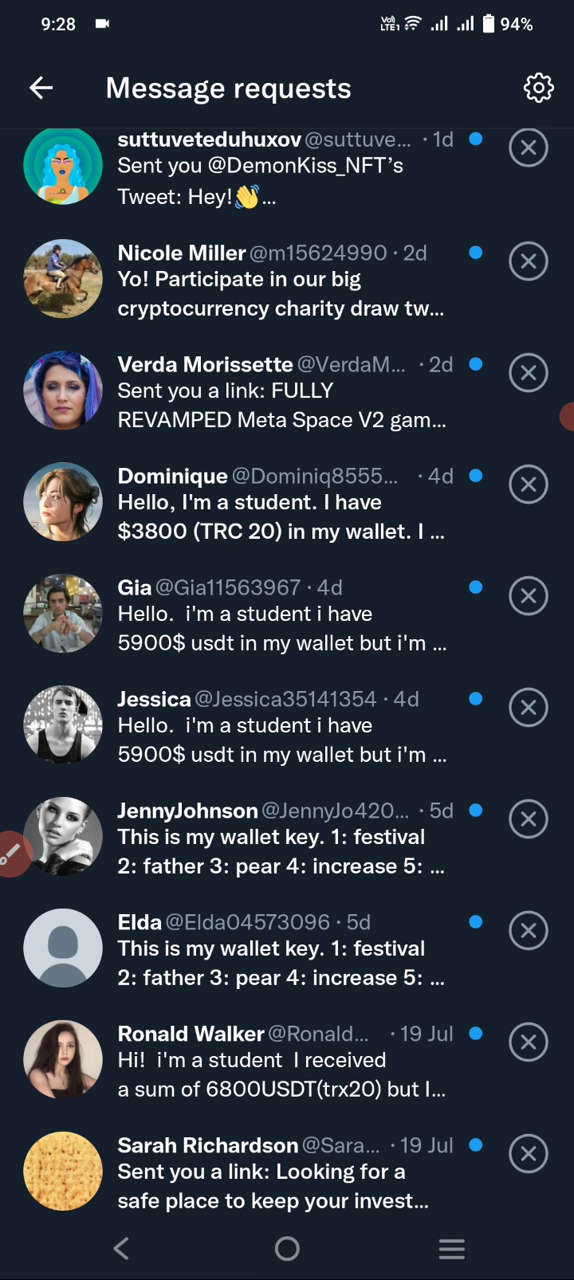 9:28 Vo) LTE1 94%
Message requests
suttuveteduhuxov @suttuve... · 1d
Sent you @DemonKiss_NFT's
Tweet: Hey!👋...
Nicole Miller @m15624990 · 2d
Yo! Participate in our big
cryptocurrency charity draw tw...
Verda Morissette @VerdaM... · 2d
Sent you a link: FULLY
REVAMPED Meta Space V2 gam...
Dominique @Dominiq8555... · 4d
Hello, I'm a student. I have
$3800 (TRC 20) in my wallet. I ...
Gia @Gia11563967 · 4d
Hello.  i'm a student i have
5900$ usdt in my wallet but i'm ...
Jessica @Jessica35141354 · 4d
Hello.  i'm a student i have
5900$ usdt in my wallet but i'm ...
JennyJohnson @JennyJo420... · 5d
This is my wallet key. 1: festival
2: father 3: pear 4: increase 5: ...
Elda @Elda04573096 · 5d
This is my wallet key. 1: festival
2: father 3: pear 4: increase 5: ...
Ronald Walker @Ronald... · 19 Jul
Hi!  i'm a student  I received
a sum of 6800USDT(trx20) but I...
Sarah Richardson @Sara... · 19 Jul
Sent you a link: Looking for a
safe place to keep your invest...